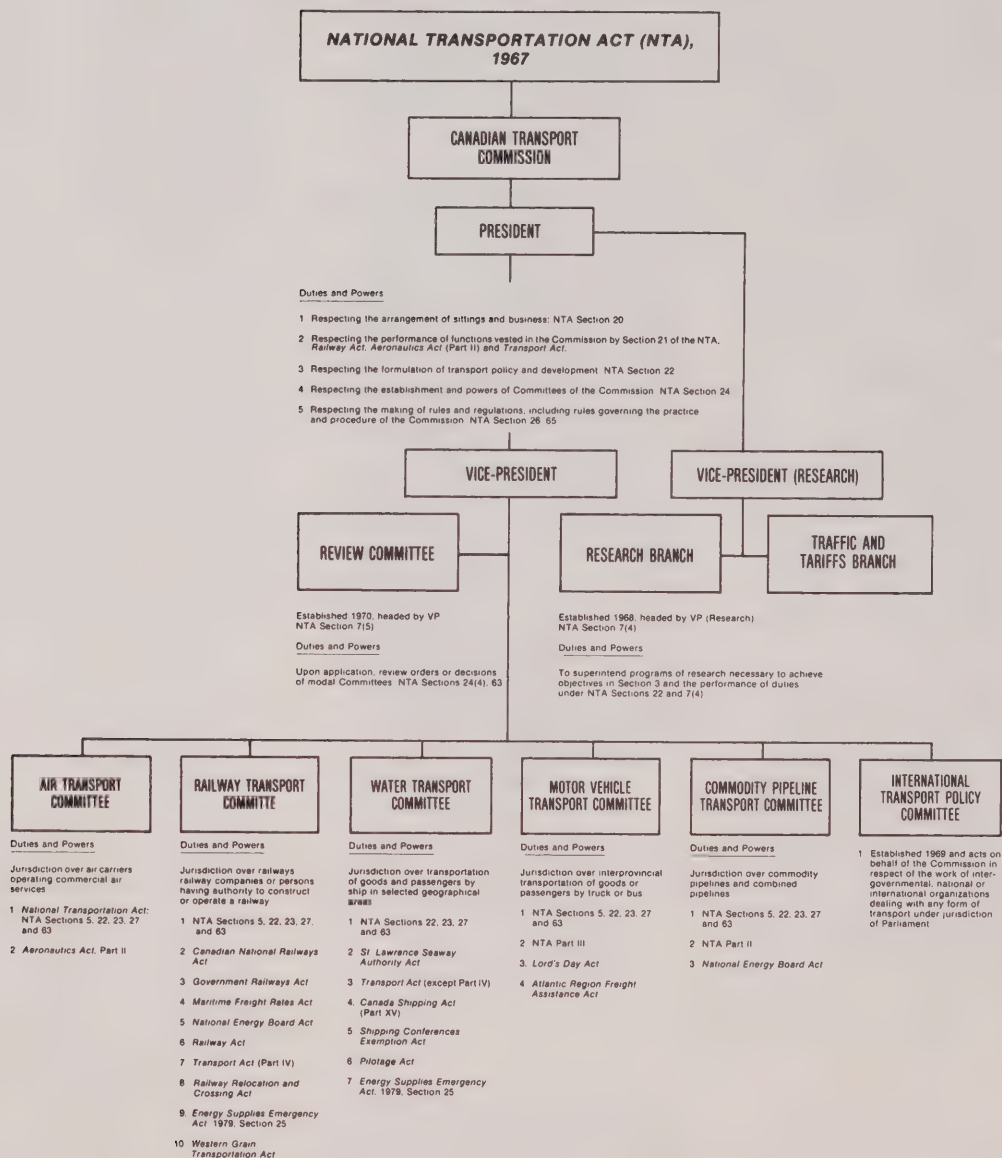 NATIONAL TRANSPORTATION ACT (NTA),
1967
CANADIAN TRANSPORT
COMMISSION
PRESIDENT
Duties and Powers
1 Respecting the arrangement of sittings and business: NTA Section 20
2 Respecting the performance of functions vested in the Commission by Section 21 of the NTA,
Railway Act, Aeronautics Act (Part II) and Transport Act.
3 Respecting the formulation of transport policy and development NTA Section 22
4 Respecting the establishment and powers of Committees of the Commission NTA Section 24
5 Respecting the making of rules and regulations, including rules governing the practice
and procedure of the Commission NTA Section 26 65
VICE-PRESIDENT
VICE-PRESIDENT (RESEARCH)
REVIEW COMMITTEE
RESEARCH BRANCH
TRAFFIC AND
TARIFFS BRANCH
Established 1970, headed by VP
NTA Section 7(5)
Duties and Powers
Upon application, review orders or decisions
of modal Committees NTA Sections 24(4), 63
Established 1968, headed by VP (Research)
NTA Section 7(4)
Duties and Powers
To superintend programs of research necessary to achieve
objectives in Section 3 and the performance of duties
under NTA Sections 22 and 7(4)
AIR TRANSPORT
COMMITTEE
Duties and Powers
Jurisdiction over air carriers
operating commercial air
services
1 National Transportation Act:
NTA Sections 5, 22, 23, 27
and 63
2 Aeronautics Act, Part II
RAILWAY TRANSPORT
COMMITTE
Duties and Powers
Jurisdiction over railways
railway companies or persons
having authority to construct
or operate a railway
1 NTA Sections 5, 22, 23, 27,
and 63
2 Canadian National Railways
Act
3 Government Railways Act
4 Maritime Freight Rates Act
5 National Energy Board Act
6 Railway Act
7 Transport Act (Part IV)
8 Railway Relocation and
Crossing Act
9. Energy Supplies Emergency
Act 1979, Section 25
10 Western Grain
Transportation Act
WATER TRANSPORT
COMMITTEE
Duties and Powers
Jurisdiction over transportation
of goods and passengers by
ship in selected geographical
areas
1 NTA Sections 22, 23, 27
and 63
2 St Lawrence Seaway
Authority Act
3 Transport Act (except Part IV)
4. Canada Shipping Act
(Part XV)
5 Shipping Conferences
Exemption Act
6 Pilotage Act
7 Energy Supplies Emergency
Act, 1979, Section 25
MOTOR VEHICLE
TRANSPORT COMMITTEE
Duties and Powers
Jurisdiction over interprovincial
transportation of goods or
passengers by truck or bus
1 NTA Sections 5, 22, 23, 27
and 63
2 NTA Part III
3. Lord's Day Act
4 Atlantic Region Freight
Assistance Act
COMMODITY PIPELINE
TRANSPORT COMMITTEE
Duties and Powers
Jurisdiction over commodity
pipelines and combined
pipelines
1 NTA Sections 5, 22, 23, 27
and 63
2 NTA Part II
3 National Energy Board Act
INTERNATIONAL
TRANSPORT POLICY
COMMITTEE
1 Established 1969 and acts on
behalf of the Commission in
respect of the work of inter-
governmental, national or
international organizations
dealing with any form of
transport under jurisdiction
of Parliament